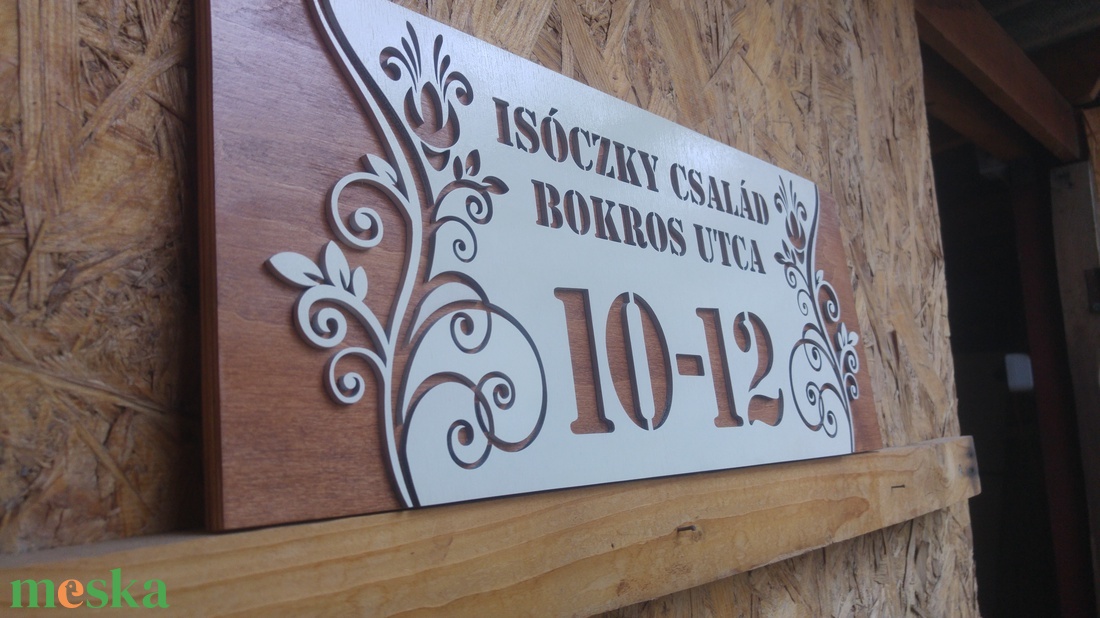 ISÓCZKY CSALÁD
BOKROS UTCA
10-12
meska